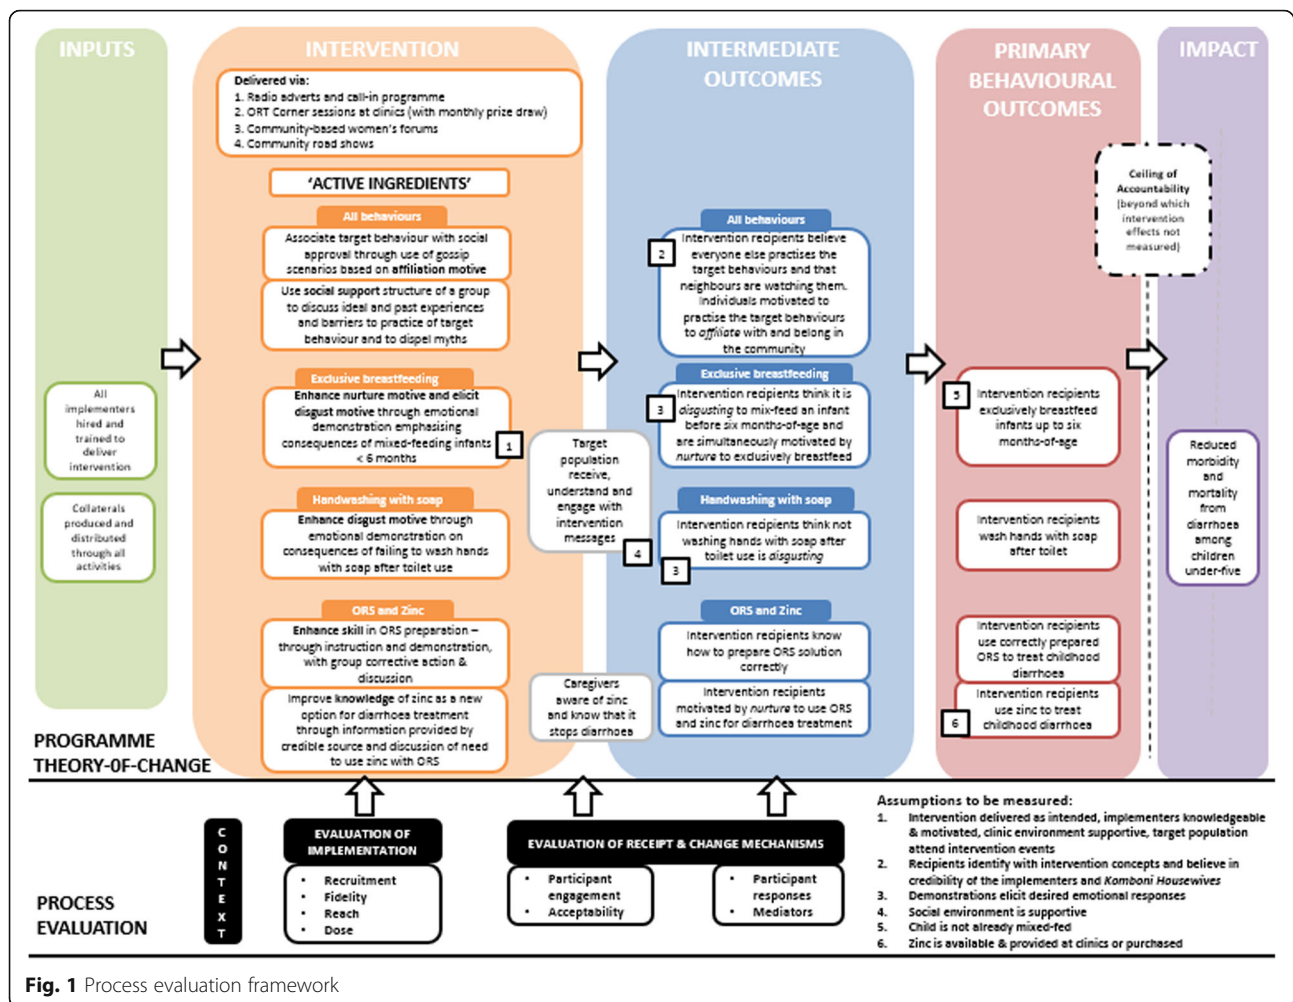 INPUTS
All
implementers
hired and
trained to
deliver
intervention
Collaterals
produced and
distributed
through all
activities
INTERVENTION
Delivered via:
1. Radio adverts and call-in programme
2. ORT Corner sessions at clinics (with monthly prize draw)
3. Community-based women's forums
4. Community road shows
'ACTIVE INGREDIENTS'
All behaviours
Associate target behaviour with social
approval through use of gossip
scenarios based on affiliation motive
Use social support structure of a group
to discuss ideal and past experiences
and barriers to practice of target
behaviour and to dispel myths
Exclusive breastfeeding
Enhance nurture motive and elicit
disgust motive through emotional
demonstration emphasising
consequences of mixed-feeding infants
< 6 months
1
Handwashing with soap
Enhance disgust motive through
emotional demonstration on
consequences of failing to wash hands
with soap after toilet use
ORS and Zinc
Enhance skill in ORS preparation –
through instruction and demonstration,
with group corrective action &
discussion
Improve knowledge of zinc as a new
option for diarrhoea treatment
through information provided by
credible source and discussion of need
to use zinc with ORS
Target
population
receive,
understand and
engage with
intervention
messages
4
Caregivers
aware of zinc
and know that it
stops diarrhoea
INTERMEDIATE
OUTCOMES
All behaviours
2
Intervention recipients believe
everyone else practises the
target behaviours and that
neighbours are watching them.
Individuals motivated to
practise the target behaviours
to affiliate with and belong in
the community
Exclusive breastfeeding
3
Intervention recipients think it is
disgusting to mix-feed an infant
before six months-of-age and
are simultaneously motivated by
nurture to exclusively breastfeed
Handwashing with soap
Intervention recipients think not
washing hands with soap after
toilet use is disgusting
3
ORS and Zinc
Intervention recipients know
how to prepare ORS solution
correctly
Intervention recipients
motivated by nurture to use ORS
and zinc for diarrhoea treatment
PRIMARY
BEHAVIOURAL
OUTCOMES
5
Intervention recipients
exclusively breastfeed
infants up to six
months-of-age
Intervention recipients
wash hands with soap
after toilet
Intervention recipients
use correctly prepared
ORS to treat childhood
diarrhoea
Intervention recipients
use zinc to treat
childhood diarrhoea
6
Ceiling of
Accountability
(beyond which
intervention
effects not
measured)
IMPACT
Reduced
morbidity
and
mortality
from
diarrhoea
among
children
under-five
PROGRAMME
THEORY-OF-CHANGE
PROCESS
EVALUATION
CONTEXT
EVALUATION OF
IMPLEMENTATION
• Recruitment
• Fidelity
• Reach
• Dose
EVALUATION OF RECEIPT & CHANGE MECHANISMS
• Participant
engagement
• Acceptability
• Participant
responses
• Mediators
Assumptions to be measured:
1. Intervention delivered as intended, implementers knowledgeable
& motivated, clinic environment supportive, target population
attend intervention events
2. Recipients identify with intervention concepts and believe in
credibility of the implementers and Komboni Housewives
3. Demonstrations elicit desired emotional responses
4. Social environment is supportive
5. Child is not already mixed-fed
6. Zinc is available & provided at clinics or purchased
Fig. 1 Process evaluation framework